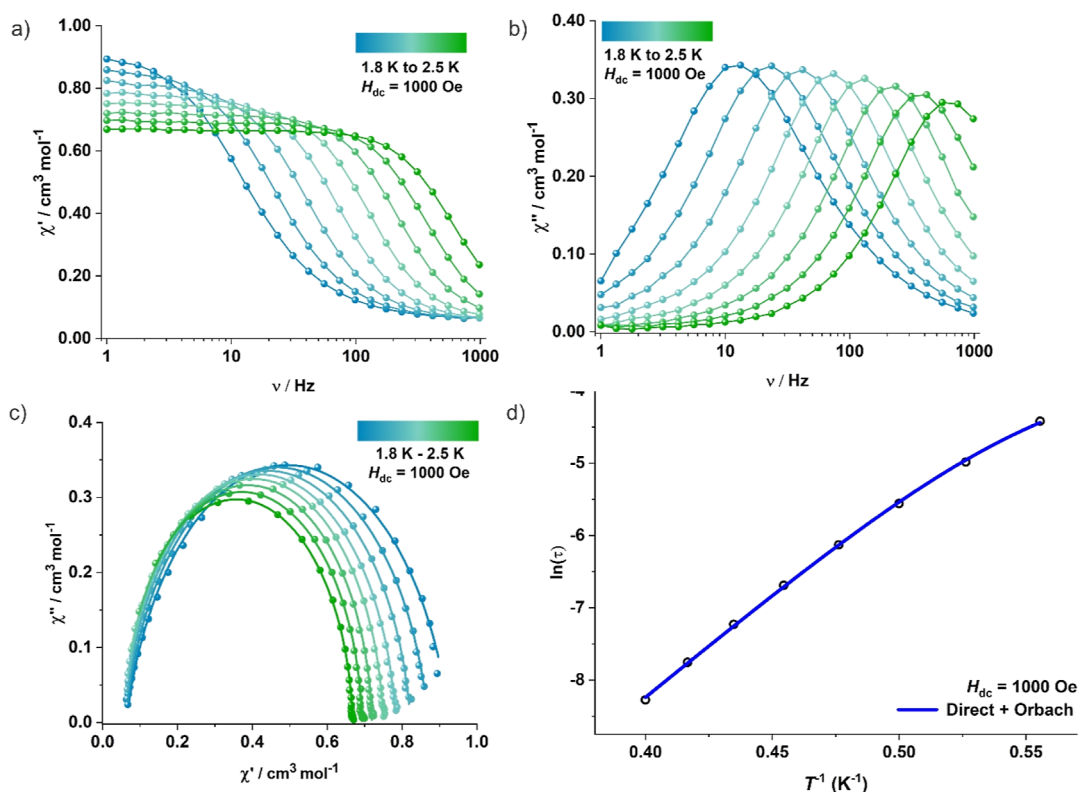 a)
1.00
0.80
0.60
0.40
0.20
0.00
χ' / cm³ mol⁻¹
1.8 K to 2.5 K
H_dc = 1000 Oe
1 10 100 1000
ν / Hz
b)
0.40
0.30
0.20
0.10
0.00
χ'' / cm³ mol⁻¹
1.8 K to 2.5 K
H_dc = 1000 Oe
1 10 100 1000
ν / Hz
c)
0.4
0.3
0.2
0.1
0.0
χ'' / cm³ mol⁻¹
1.8 K - 2.5 K
H_dc = 1000 Oe
0.0 0.2 0.4 0.6 0.8 1
χ' / cm³ mol⁻¹
d)
-4
-5
-6
-7
-8
ln(τ)
H_dc = 1000 Oe
Direct + Orbach
0.40 0.45 0.50 0.55
T⁻¹ (K⁻¹)